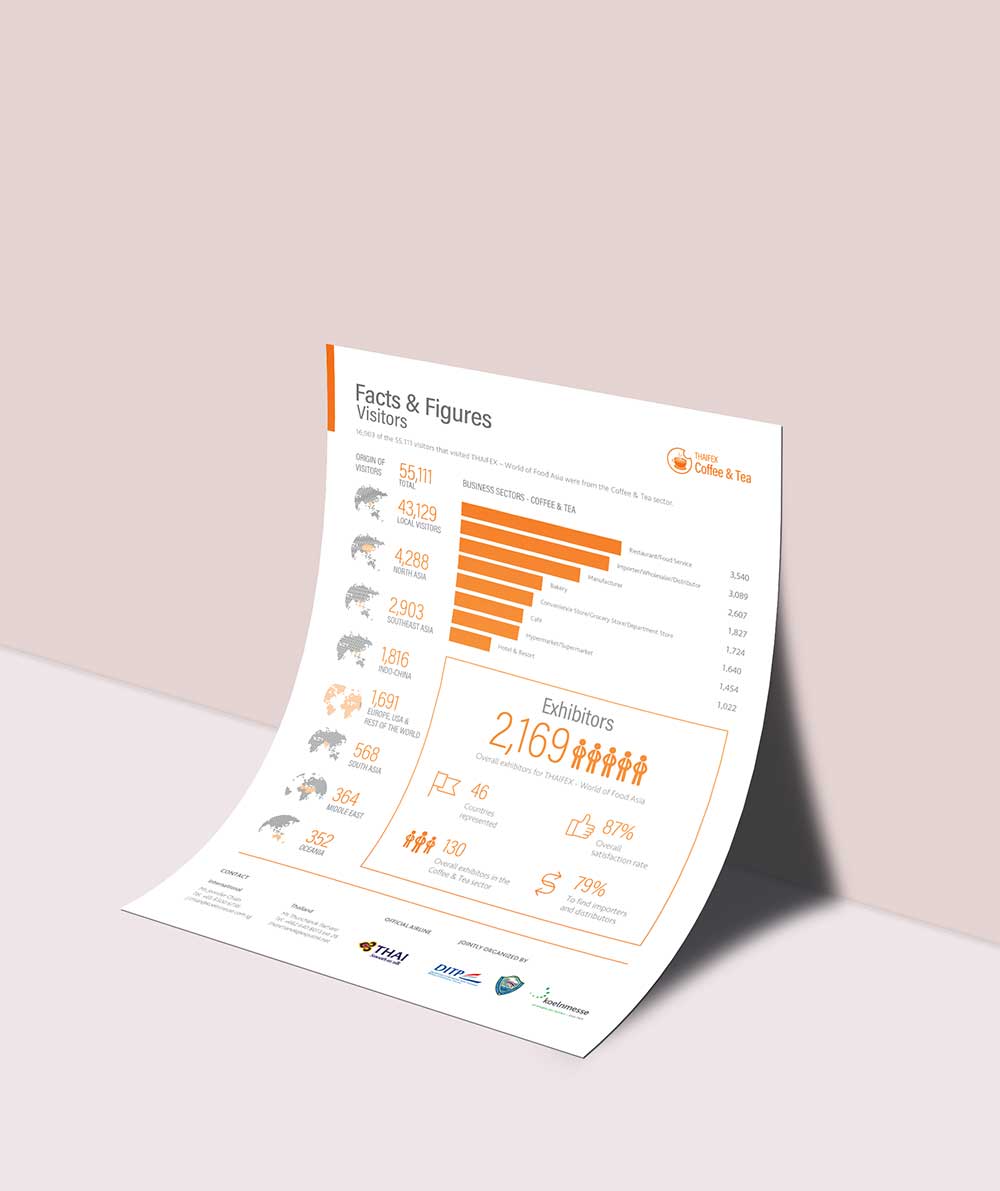 Facts & Figures
Visitors
16,903 of the 55,111 visitors that visited THAIFEX – World of Food Asia were from the Coffee & Tea sector.
THAIFEX
Coffee & Tea
ORIGIN OF
VISITORS
55,111
TOTAL
43,129
LOCAL VISITORS
4,288
NORTH ASIA
2,903
SOUTHEAST ASIA
1,816
INDO-CHINA
1,691
EUROPE, USA &
REST OF THE WORLD
568
SOUTH ASIA
364
MIDDLE EAST
352
OCEANIA
BUSINESS SECTORS - COFFEE & TEA
Restaurant/Food Service 3,540
Importer/Wholesaler/Distributor 3,089
Manufacturer 2,607
Bakery 1,827
Convenience Store/Grocery Store/Department Store 1,724
Café 1,640
Hypermarket/Supermarket 1,454
Hotel & Resort 1,022
Exhibitors
2,169
Overall exhibitors for THAIFEX - World of Food Asia
46
Countries
represented
87%
Overall
satisfaction rate
130
Overall exhibitors in the
Coffee & Tea sector
79%
To find importers
and distributors
CONTACT
International
Thailand
OFFICIAL AIRLINE
THAI
JOINTLY ORGANIZED BY
DITP
koelnmesse